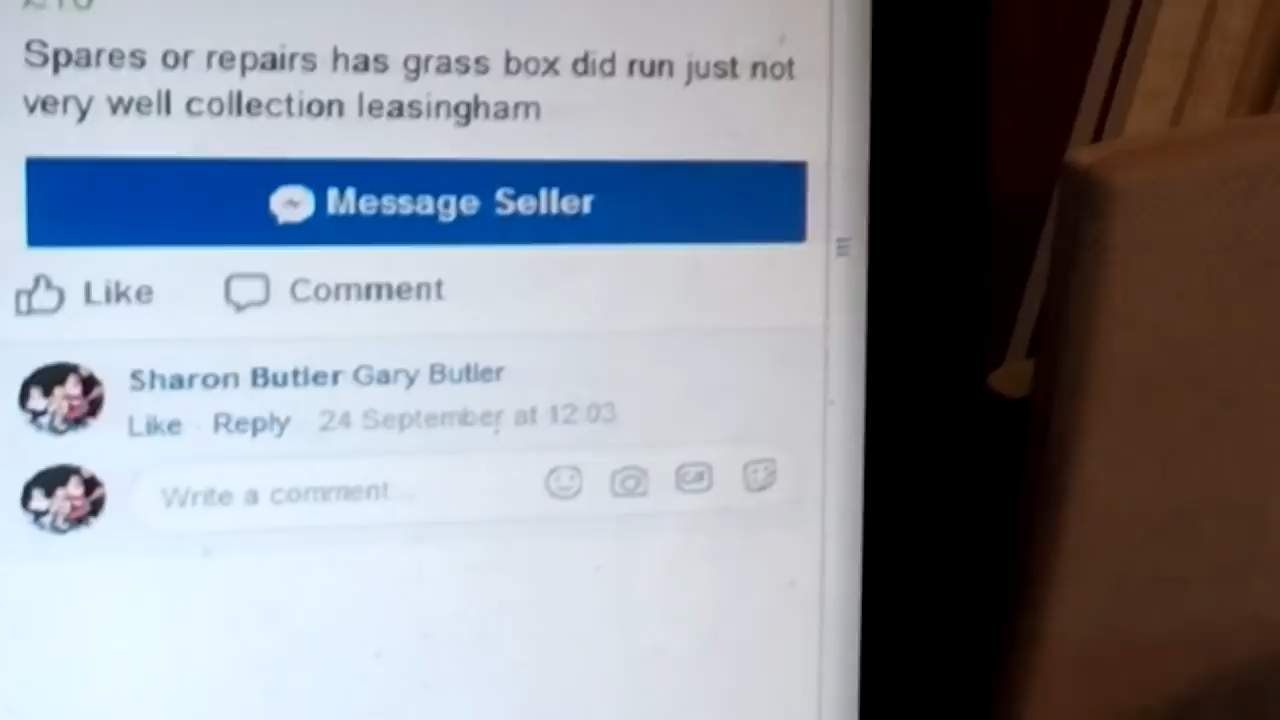 Spares or repairs has grass box did run just not
very well collection leasingham
Message Seller
Like Comment
Sharon Butler Gary Butler
Like Reply 24 September at 12:03
Write a comment...
GIF